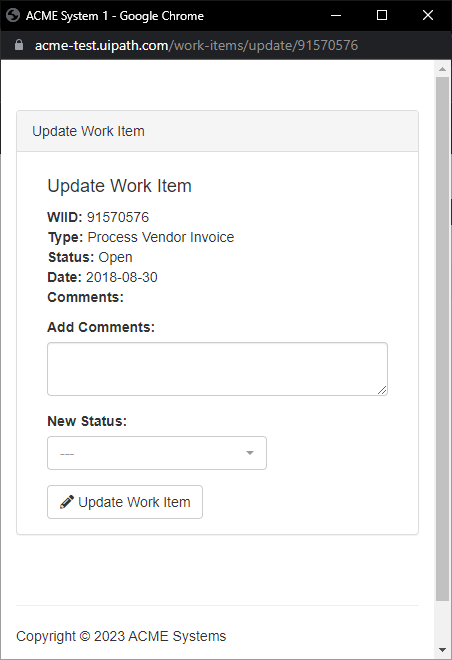 ACME System 1 - Google Chrome
acme-test.uipath.com/work-items/update/91570576
Update Work Item
Update Work Item
WIID: 91570576
Type: Process Vendor Invoice
Status: Open
Date: 2018-08-30
Comments:
Add Comments:
New Status:
---
Update Work Item
Copyright © 2023 ACME Systems